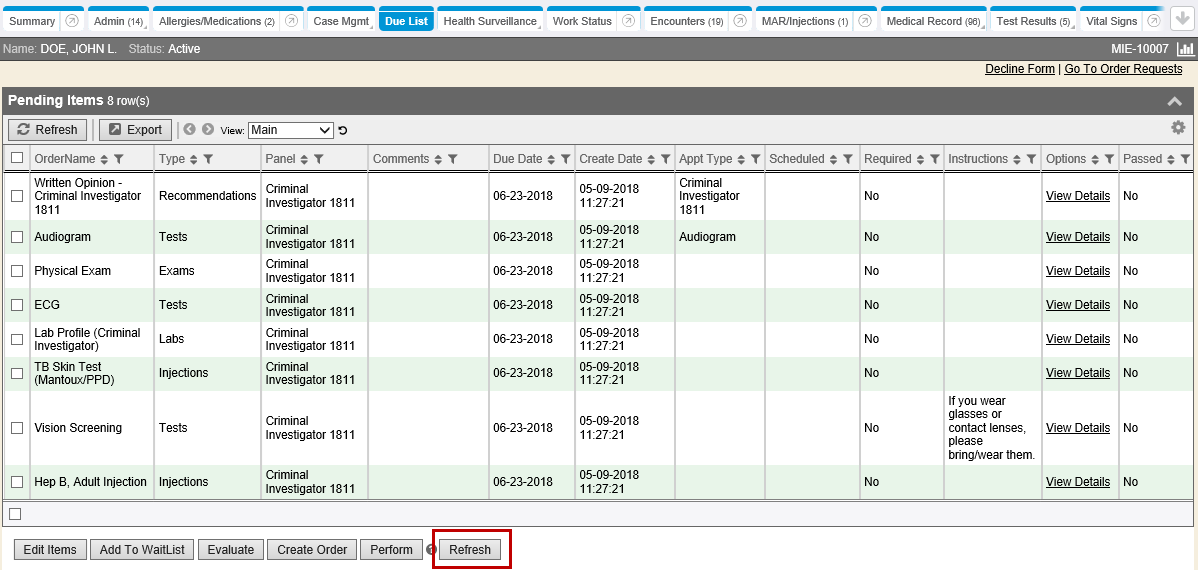 Summary Admin (14) Allergies/Medications (2) Case Mgmt Due List Health Surveillance Work Status Encounters (19) MAR/Injections (1) Medical Record (96) Test Results (5) Vital Signs
Name: DOE, JOHN L. Status: Active MIE-10007
Decline Form | Go To Order Requests
Pending Items 8 row(s)
Refresh Export View: Main
OrderName Type Panel Comments Due Date Create Date Appt Type Scheduled Required Instructions Options Passed
Written Opinion -
Criminal Investigator
1811
Recommendations
Criminal
Investigator 1811
06-23-2018
05-09-2018
11:27:21
Criminal
Investigator
1811
No
View Details
No
Audiogram
Tests
Criminal
Investigator 1811
06-23-2018
05-09-2018
11:27:21
Audiogram
No
View Details
No
Physical Exam
Exams
Criminal
Investigator 1811
06-23-2018
05-09-2018
11:27:21
No
View Details
No
ECG
Tests
Criminal
Investigator 1811
06-23-2018
05-09-2018
11:27:21
No
View Details
No
Lab Profile (Criminal
Investigator)
Labs
Criminal
Investigator 1811
06-23-2018
05-09-2018
11:27:21
No
View Details
No
TB Skin Test
(Mantoux/PPD)
Injections
Criminal
Investigator 1811
06-23-2018
05-09-2018
11:27:21
No
View Details
No
Vision Screening
Tests
Criminal
Investigator 1811
06-23-2018
05-09-2018
11:27:21
No
If you wear
glasses or
contact lenses,
please
bring/wear them.
View Details
No
Hep B, Adult Injection
Injections
Criminal
Investigator 1811
06-23-2018
05-09-2018
11:27:21
No
View Details
No
Edit Items Add To WaitList Evaluate Create Order Perform Refresh